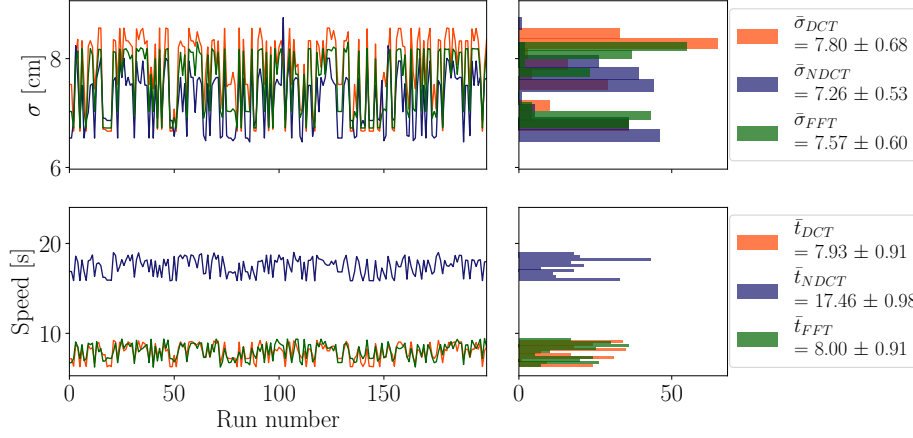 8
6
σ [cm]
σ̄_DCT
= 7.80 ± 0.68
σ̄_NDCT
= 7.26 ± 0.53
σ̄_FFT
= 7.57 ± 0.60
20
10
Speed [s]
t̄_DCT
= 7.93 ± 0.91
t̄_NDCT
= 17.46 ± 0.98
t̄_FFT
= 8.00 ± 0.91
0 50 100 150
0 50
Run number